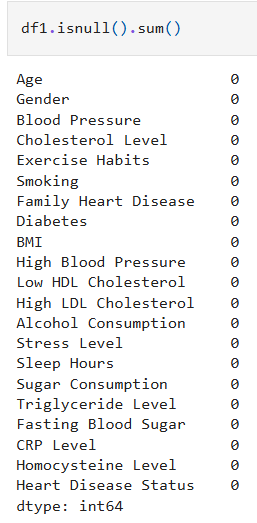 df1.isnull().sum()
Age 0
Gender 0
Blood Pressure 0
Cholesterol Level 0
Exercise Habits 0
Smoking 0
Family Heart Disease 0
Diabetes 0
BMI 0
High Blood Pressure 0
Low HDL Cholesterol 0
High LDL Cholesterol 0
Alcohol Consumption 0
Stress Level 0
Sleep Hours 0
Sugar Consumption 0
Triglyceride Level 0
Fasting Blood Sugar 0
CRP Level 0
Homocysteine Level 0
Heart Disease Status 0
dtype: int64